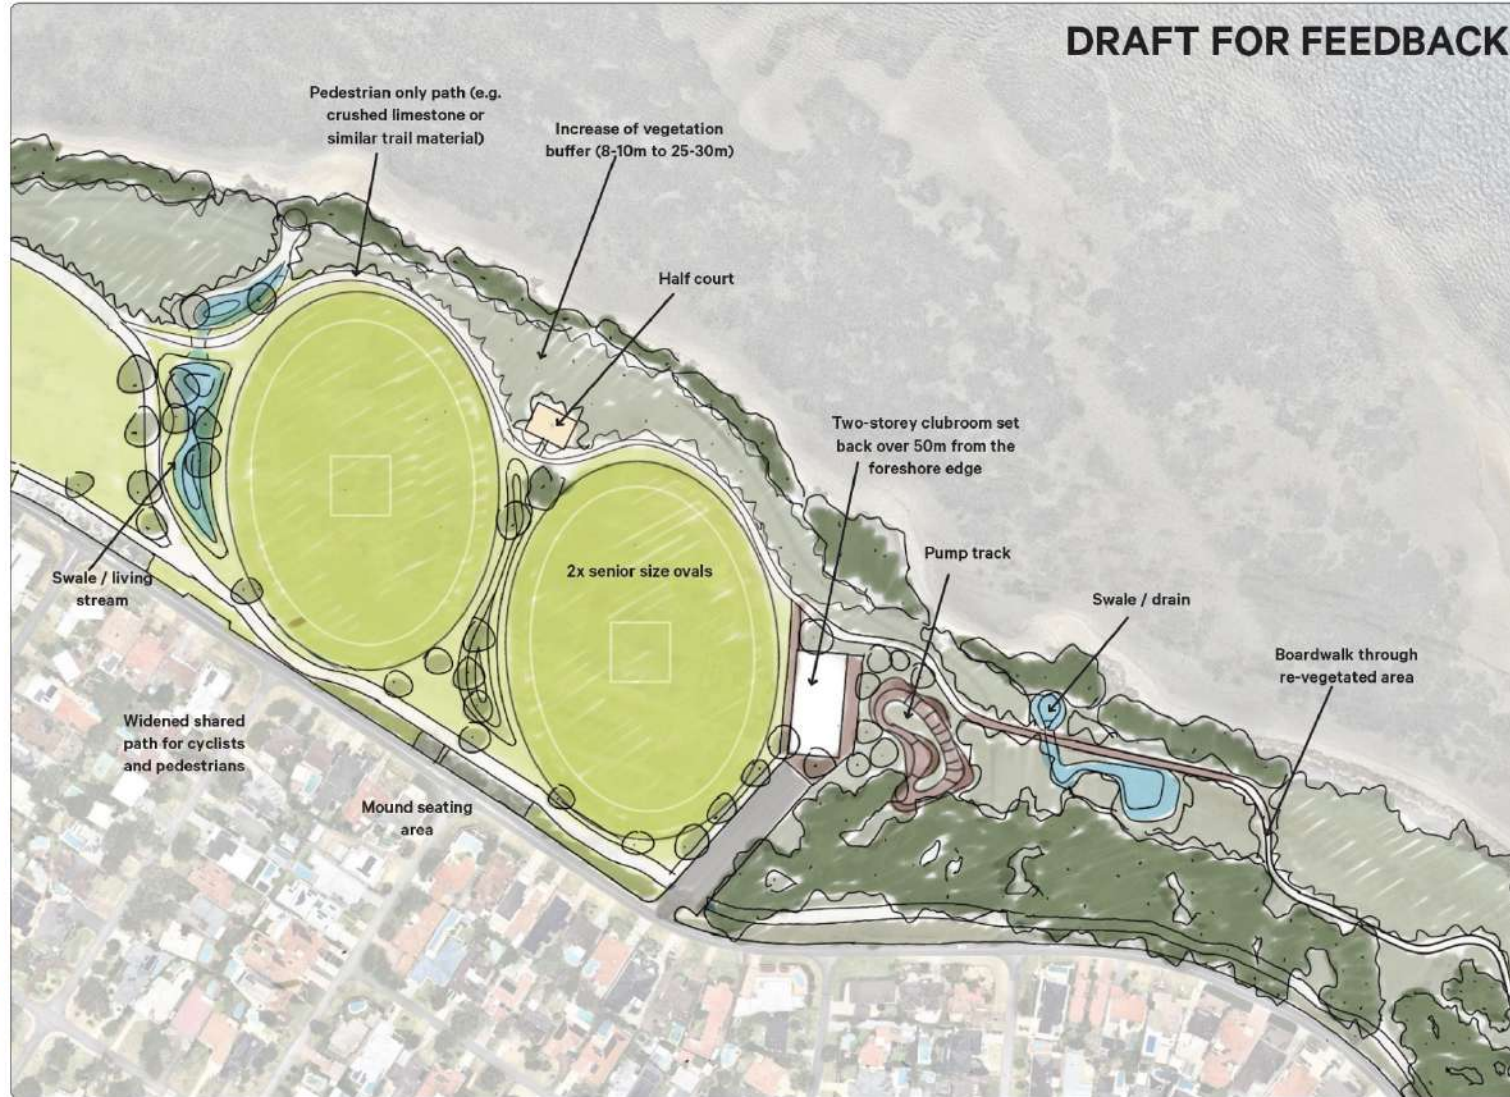 DRAFT FOR FEEDBACK
Pedestrian only path (e.g.
crushed limestone or
similar trail material)
Increase of vegetation
buffer (8-10m to 25-30m)
Half court
Two-storey clubroom set
back over 50m from the
foreshore edge
Pump track
2x senior size ovals
Swale / living
stream
Swale / drain
Boardwalk through
re-vegetated area
Widened shared
path for cyclists
and pedestrians
Mound seating
area